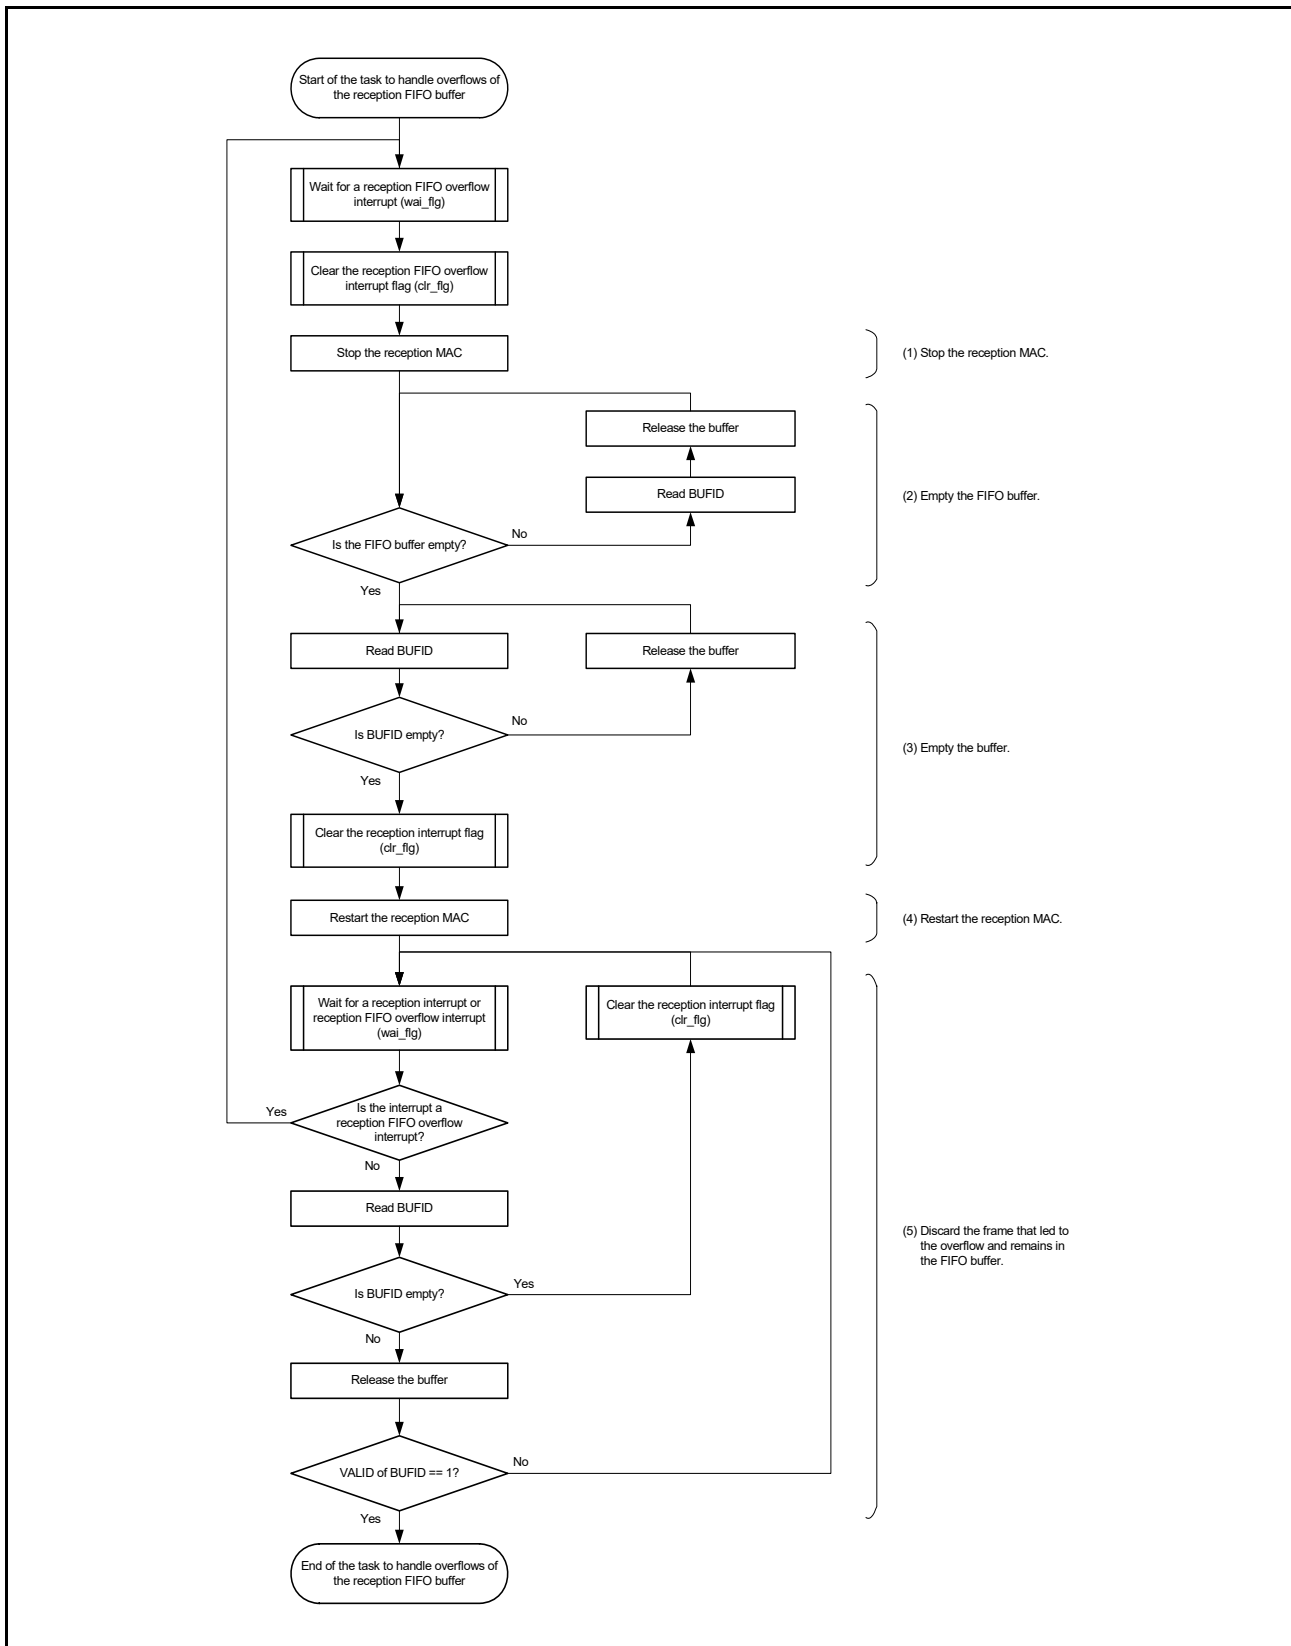 Start of the task to handle overflows of
the reception FIFO buffer
Wait for a reception FIFO overflow
interrupt (wai_flg)
Clear the reception FIFO overflow
interrupt flag (clr_flg)
Stop the reception MAC
(1) Stop the reception MAC.
Release the buffer
Read BUFID
(2) Empty the FIFO buffer.
Is the FIFO buffer empty?
No
Yes
Read BUFID
Release the buffer
Is BUFID empty?
No
(3) Empty the buffer.
Yes
Clear the reception interrupt flag
(clr_flg)
Restart the reception MAC
(4) Restart the reception MAC.
Wait for a reception interrupt or
reception FIFO overflow interrupt
(wai_flg)
Clear the reception interrupt flag
(clr_flg)
Yes
Is the interrupt a
reception FIFO overflow
interrupt?
No
Read BUFID
(5) Discard the frame that led to
the overflow and remains in
the FIFO buffer.
Is BUFID empty?
Yes
No
Release the buffer
VALID of BUFID == 1?
No
Yes
End of the task to handle overflows of
the reception FIFO buffer